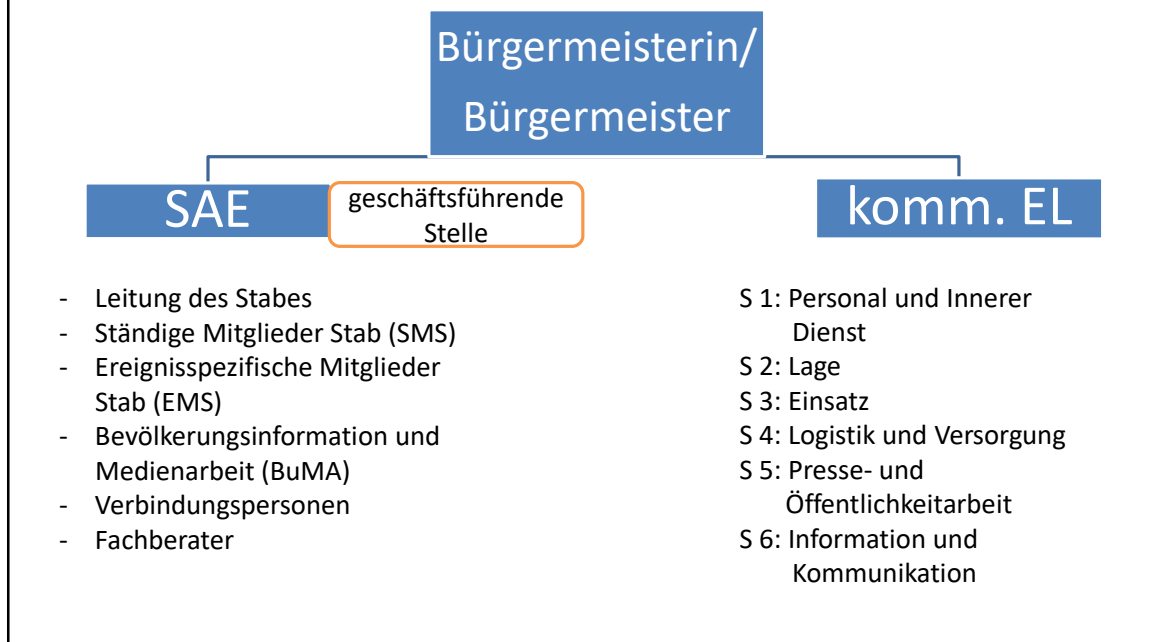 Bürgermeisterin/
Bürgermeister
SAE
geschäftsführende
Stelle
komm. EL
- Leitung des Stabes
- Ständige Mitglieder Stab (SMS)
- Ereignisspezifische Mitglieder
Stab (EMS)
- Bevölkerungsinformation und
Medienarbeit (BuMA)
- Verbindungspersonen
- Fachberater
S 1: Personal und Innerer
Dienst
S 2: Lage
S 3: Einsatz
S 4: Logistik und Versorgung
S 5: Presse- und
Öffentlichkeitarbeit
S 6: Information und
Kommunikation